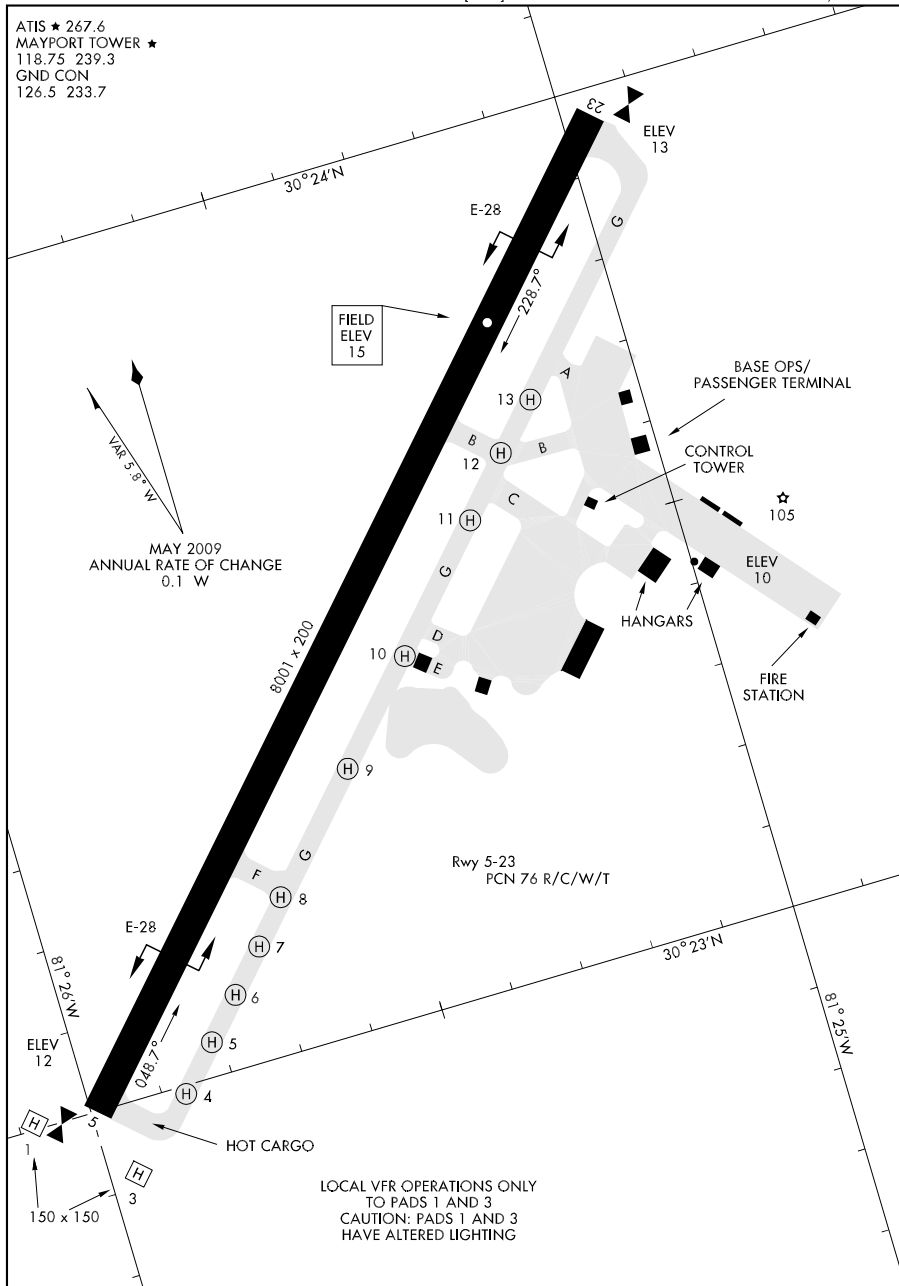 ATIS ★ 267.6
MAYPORT TOWER ★
118.75 239.3
GND CON
126.5 233.7
23
ELEV
13
30°24'N
E-28
G
228.7°
FIELD
ELEV
15
A
BASE OPS/
PASSENGER TERMINAL
13 H
B
B
12 H
CONTROL
TOWER
VAR 5.8° W
C
105
11 H
MAY 2009
ANNUAL RATE OF CHANGE
0.1 W
ELEV
10
G
HANGARS
8001 x 200
D
10 H
E
FIRE
STATION
H 9
Rwy 5-23
PCN 76 R/C/W/T
G
F
H 8
E-28
H 7
30°23'N
81°26'W
H 6
81°25'W
ELEV
12
048.7°
H 5
H 4
5
H
1
HOT CARGO
H
3
150 x 150
LOCAL VFR OPERATIONS ONLY
TO PADS 1 AND 3
CAUTION: PADS 1 AND 3
HAVE ALTERED LIGHTING